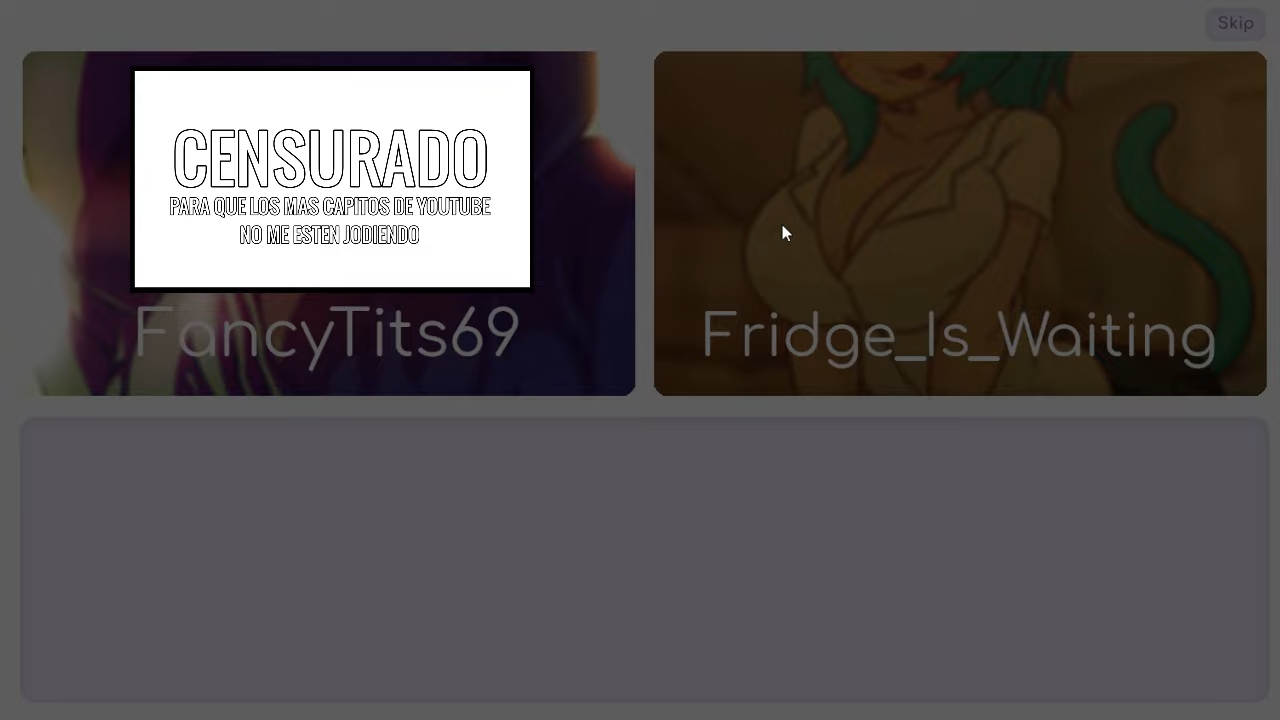 Skip
CENSURADO
PARA QUE LOS MAS CAPITOS DE YOUTUBE
NO ME ESTEN JODIENDO
FancyTits69
Fridge_Is_Waiting